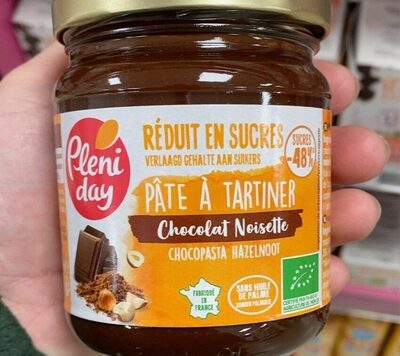 Pleni
day
RÉDUIT EN SUCRES
VERLAAGD GEHALTE AAN SUIKERS
SUCRES
-48%
PÂTE À TARTINER
Chocolat Noisette
CHOCOPASTA HAZELNOOT
FABRIQUÉ
EN FRANCE
SANS HUILE
DE PALME
ZONDER PALMOLIE